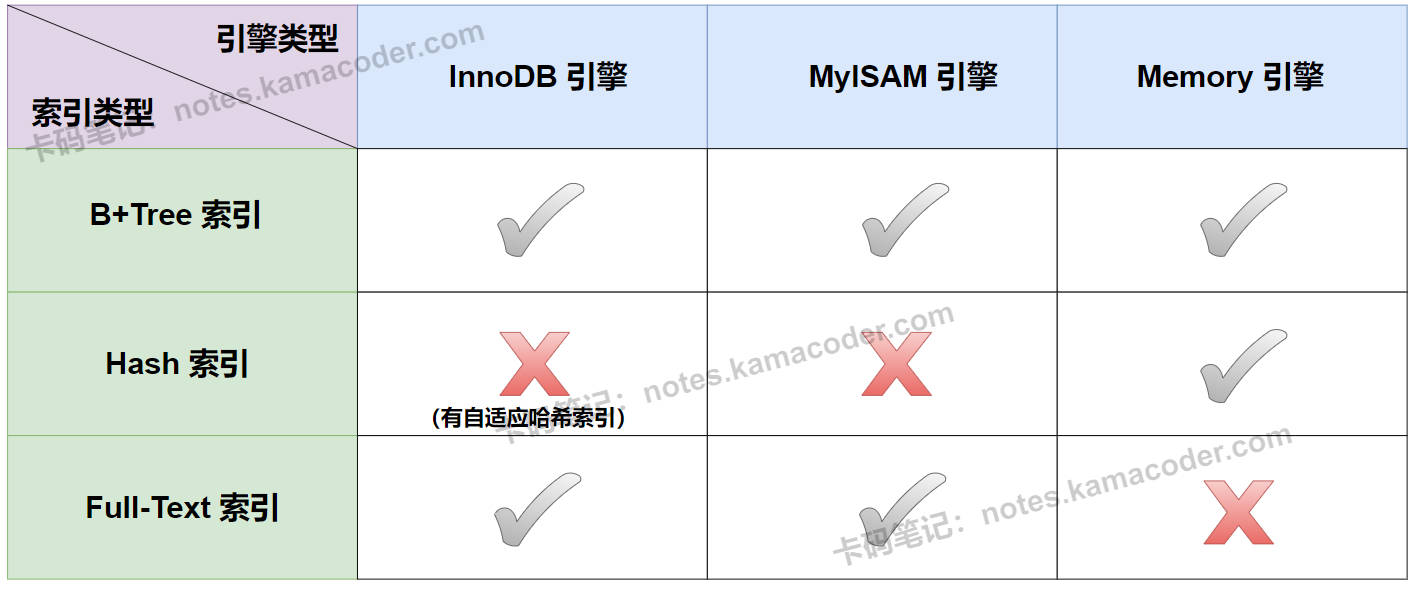 引擎类型
索引类型
InnoDB 引擎
MyISAM 引擎
Memory 引擎
卡码笔记：notes.kamacoder.com
B+Tree 索引
Hash 索引
(有自适应哈希索引)
卡码笔记：notes.kamacoder.com
Full-Text 索引
卡码笔记：notes.kamacoder.com